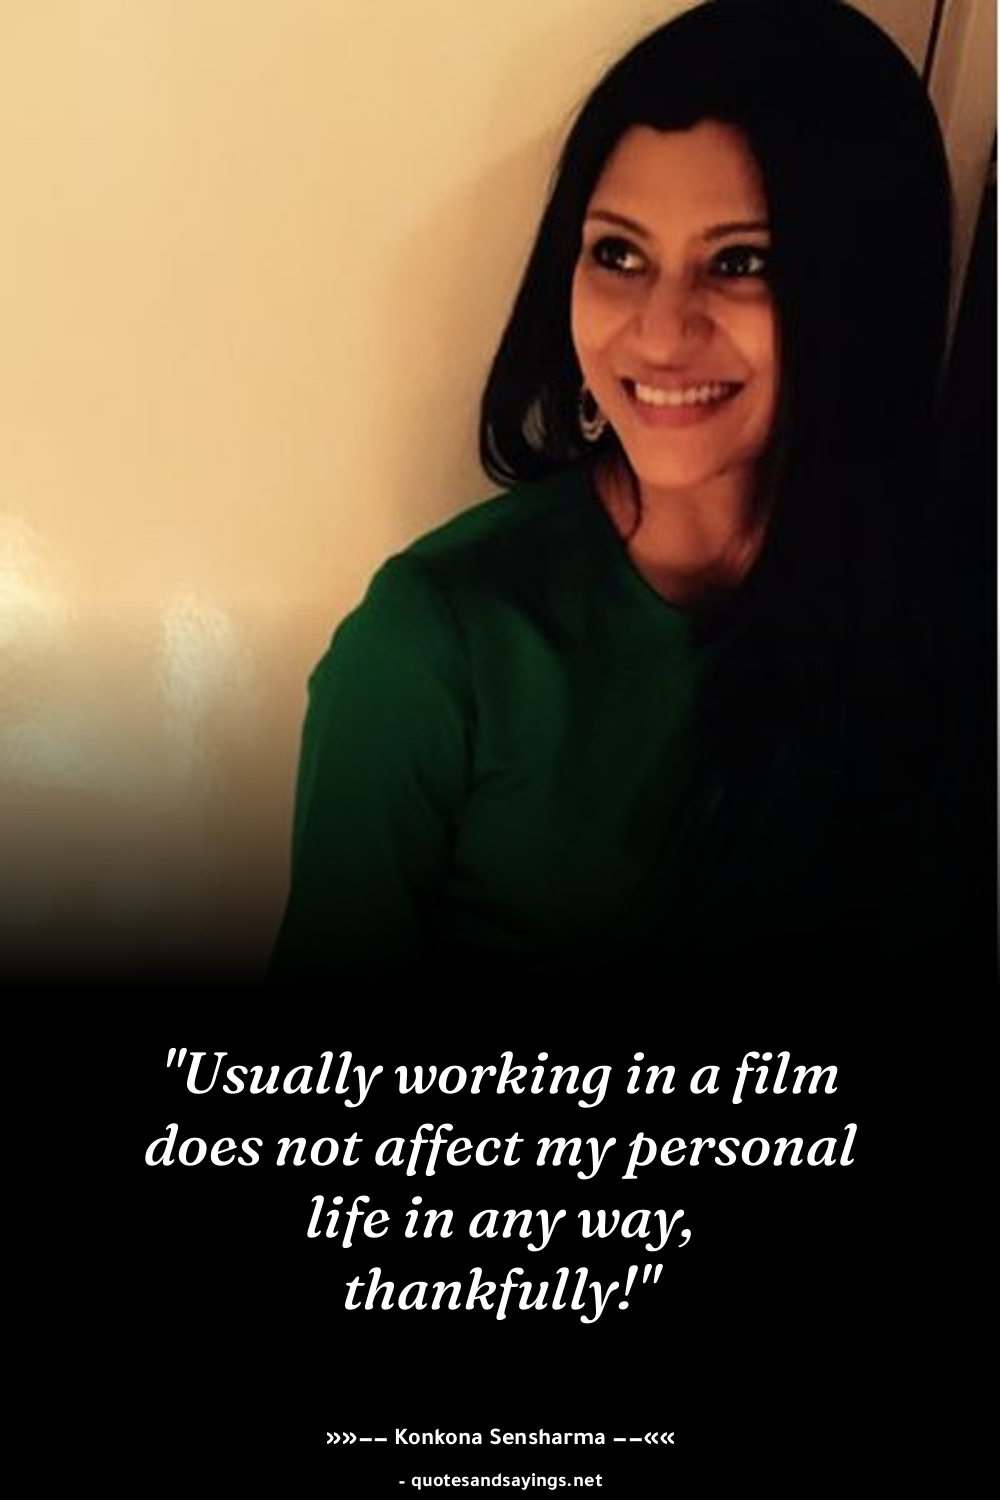 "Usually working in a film
does not affect my personal
life in any way,
thankfully!"
»»−− Konkona Sensharma −−««
- quotesandsayings.net